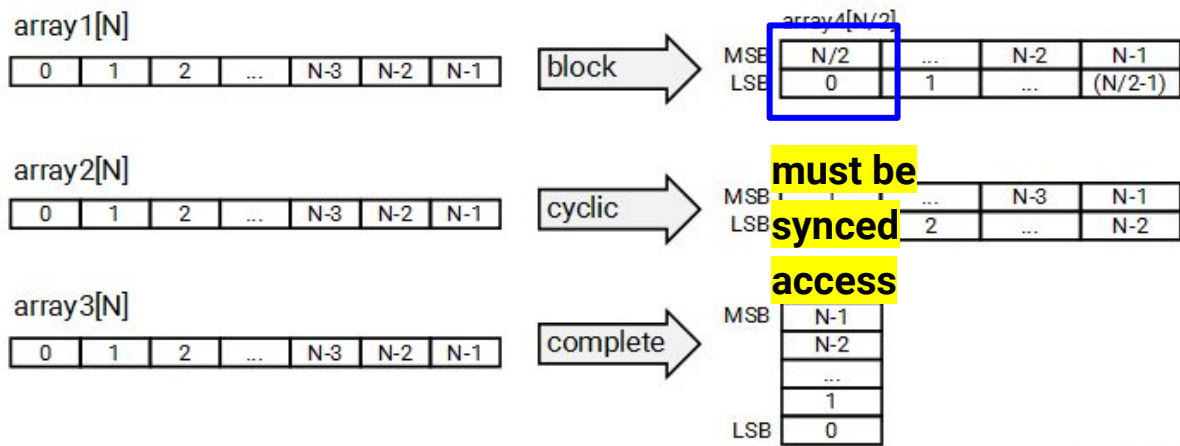 array1[N]
0 1 2 ... N-3 N-2 N-1
block
array4[N/2]
MSB N/2 ... N-2 N-1
LSB 0 1 ... (N/2-1)
array2[N]
0 1 2 ... N-3 N-2 N-1
cyclic
must be
synced
access
MSB ... N-3 N-1
LSB 2 ... N-2
array3[N]
0 1 2 ... N-3 N-2 N-1
complete
MSB N-1
N-2
...
1
LSB 0